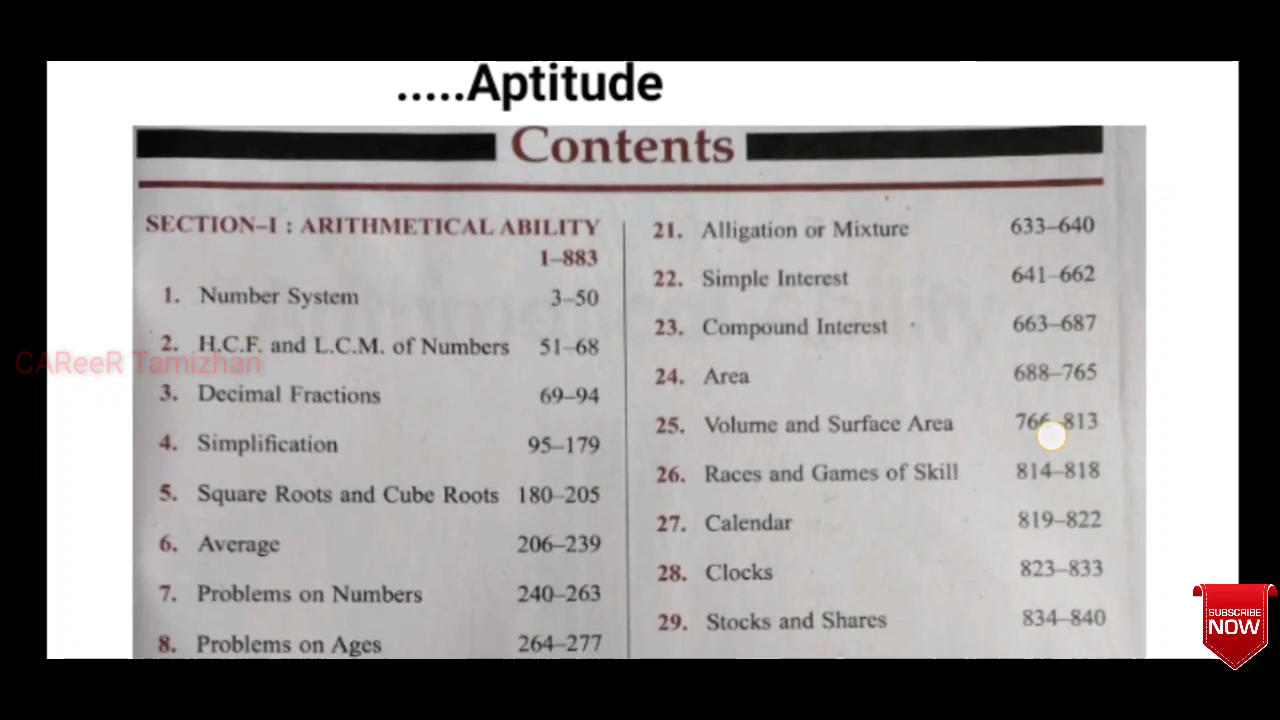 .....Aptitude
Contents
SECTION–I : ARITHMETICAL ABILITY
1–883
1. Number System 3–50
2. H.C.F. and L.C.M. of Numbers 51–68
3. Decimal Fractions 69–94
4. Simplification 95–179
5. Square Roots and Cube Roots 180–205
6. Average 206–239
7. Problems on Numbers 240–263
8. Problems on Ages 264–277
21. Alligation or Mixture 633–640
22. Simple Interest 641–662
23. Compound Interest 663–687
24. Area 688–765
25. Volume and Surface Area 766–813
26. Races and Games of Skill 814–818
27. Calendar 819–822
28. Clocks 823–833
29. Stocks and Shares 834–840
CAReeR Tamizhan
SUBSCRIBE
NOW